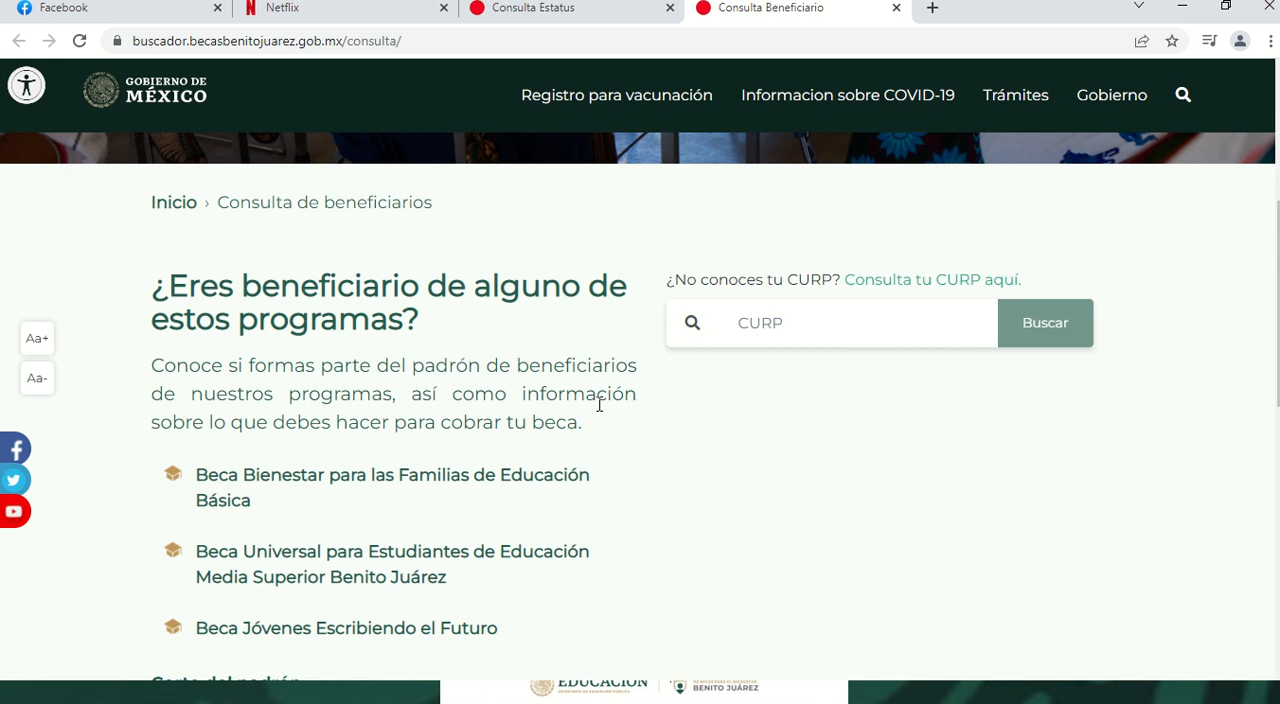 Facebook
Netflix
Consulta Estatus
Consulta Beneficiario
buscador.becasbenitojuarez.gob.mx/consulta/
GOBIERNO DE
MÉXICO
Registro para vacunación
Informacion sobre COVID-19
Trámites
Gobierno
Inicio › Consulta de beneficiarios
¿Eres beneficiario de alguno de
estos programas?
Conoce si formas parte del padrón de beneficiarios
de nuestros programas, así como información
sobre lo que debes hacer para cobrar tu beca.
Beca Bienestar para las Familias de Educación
Básica
Beca Universal para Estudiantes de Educación
Media Superior Benito Juárez
Beca Jóvenes Escribiendo el Futuro
¿No conoces tu CURP? Consulta tu CURP aquí.
CURP
Buscar
Aa+
Aa-
Corte del padrón
EDUCACIÓN
BENITO JUÁREZ